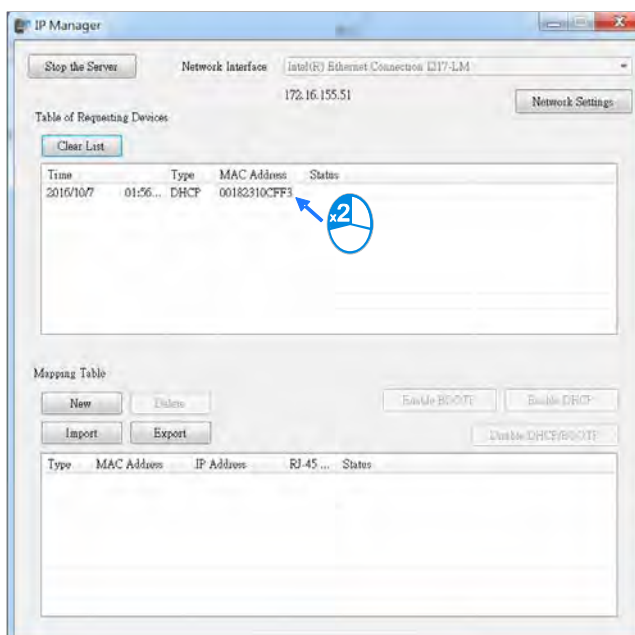 IP Manager
Stop the Server Network Interface Intel(R) Ethernet Connection I217-LM
172.16.155.51
Network Settings
Table of Requesting Devices
Clear List
Time Type MAC Address Status
2016/10/7 01:56... DHCP 00182310CFF3
x2
Mapping Table
New Delete Enable BOOTP Enable DHCP
Import Export Disable DHCP/BOOTP
Type MAC Address IP Address RJ-45 ... Status